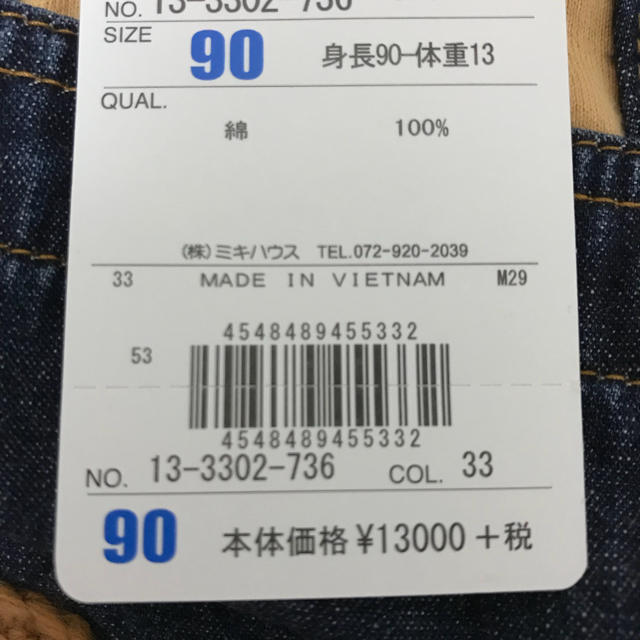 NO. 13-3302-736
SIZE 90 身長90-体重13
QUAL.
綿 100%
(株)ミキハウス TEL.072-920-2039
33 MADE IN VIETNAM M29
4548489455332
53
4548489455332
NO. 13-3302-736 COL. 33
90 本体価格¥13000+税